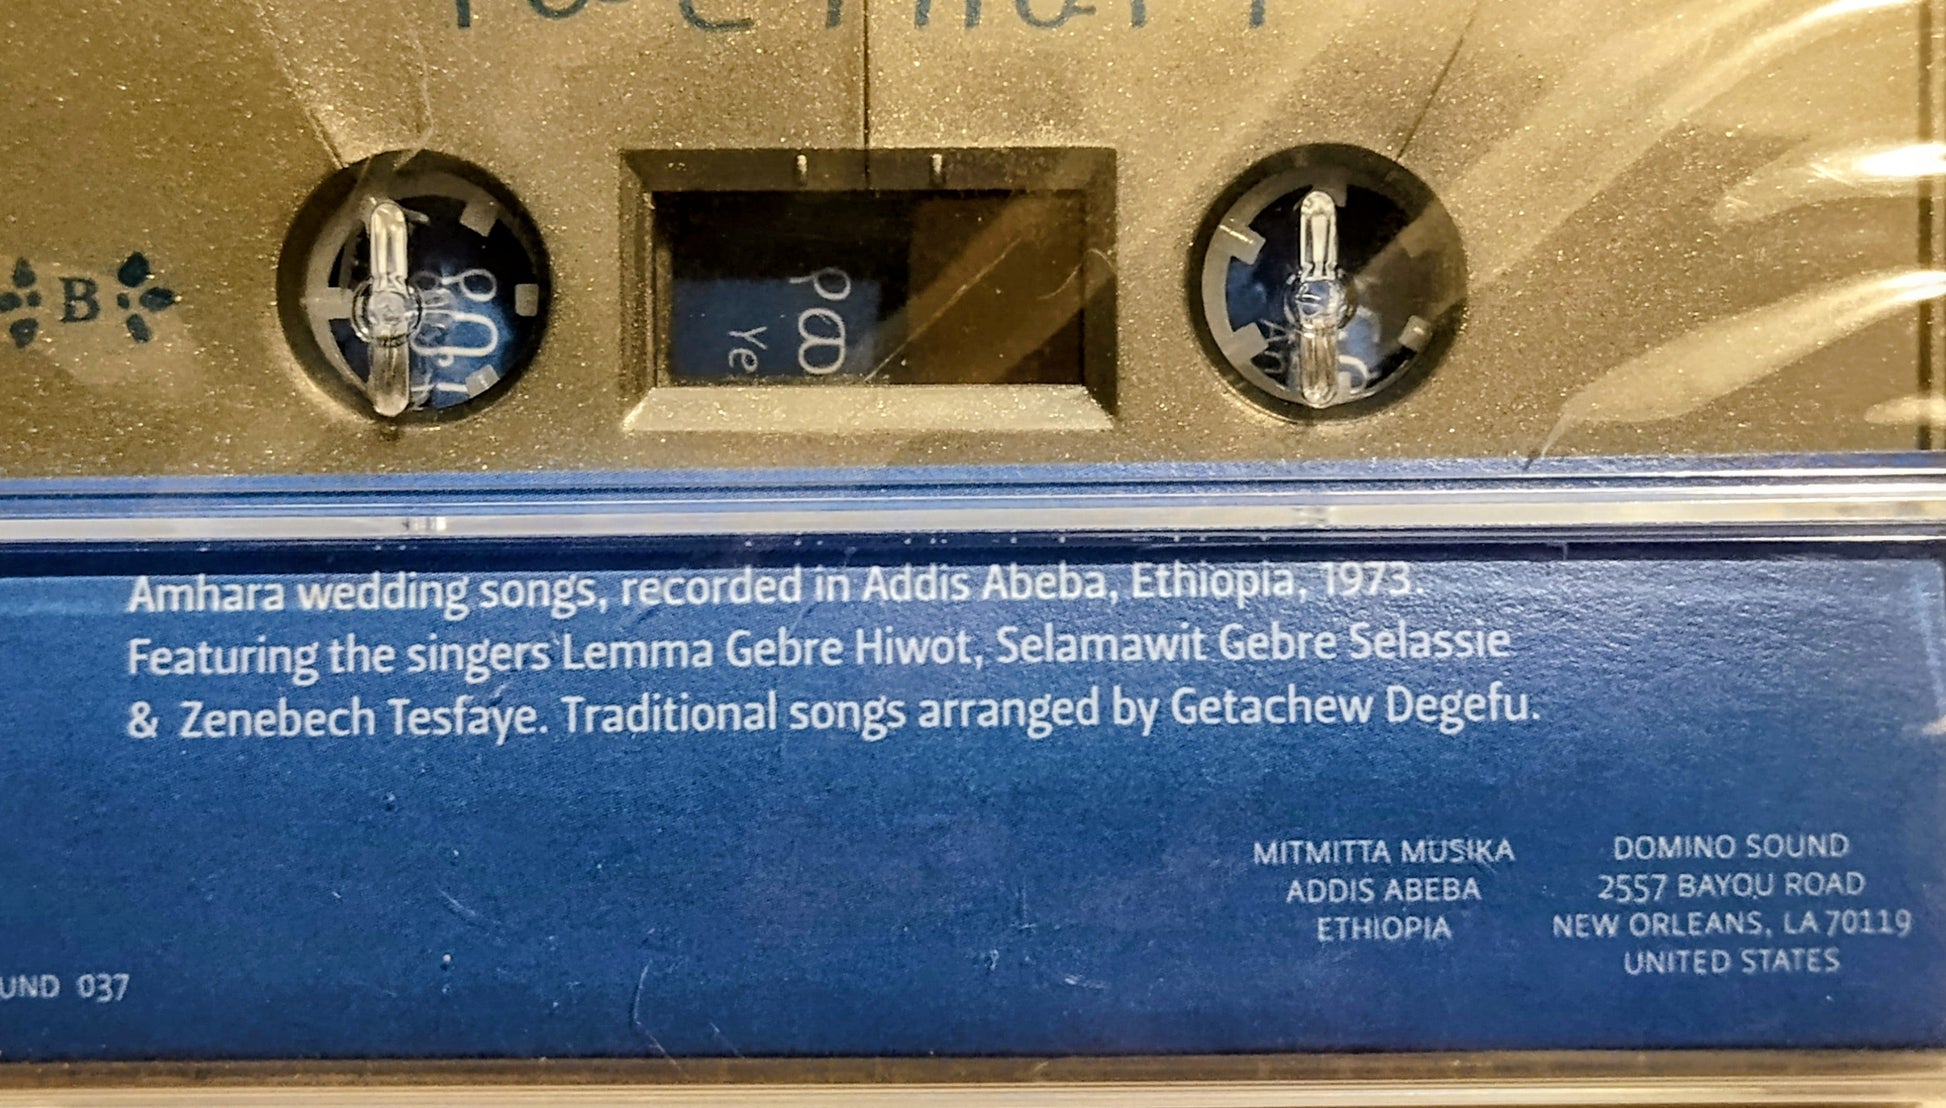 B
Ye
Amhara wedding songs, recorded in Addis Abeba, Ethiopia, 1973.
Featuring the singers Lemma Gebre Hiwot, Selamawit Gebre Selassie
& Zenebech Tesfaye. Traditional songs arranged by Getachew Degefu.
MITMITTA MUSIKA
ADDIS ABEBA
ETHIOPIA
DOMINO SOUND
2557 BAYOU ROAD
NEW ORLEANS, LA 70119
UNITED STATES
UND 037